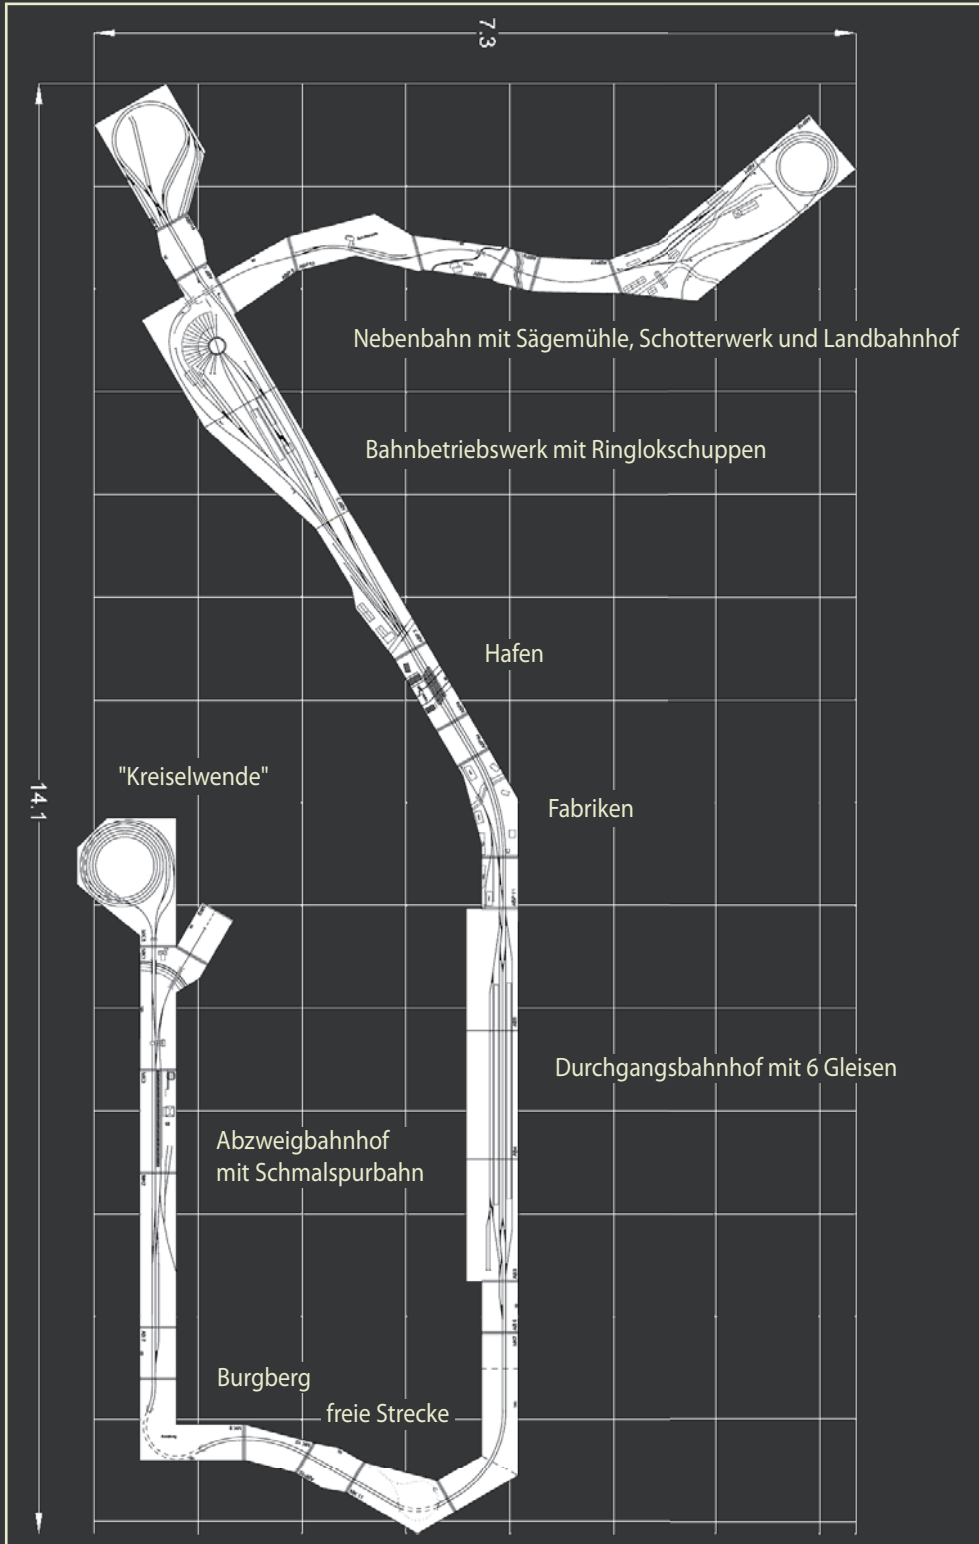 7.3
Nebenbahn mit Sägemühle, Schotterwerk und Landbahnhof
Bahnbetriebswerk mit Ringlokschuppen
Hafen
"Kreiselwende"
14.1
Fabriken
Durchgangsbahnhof mit 6 Gleisen
Abzweigbahnhof
mit Schmalspurbahn
Burgberg
freie Strecke